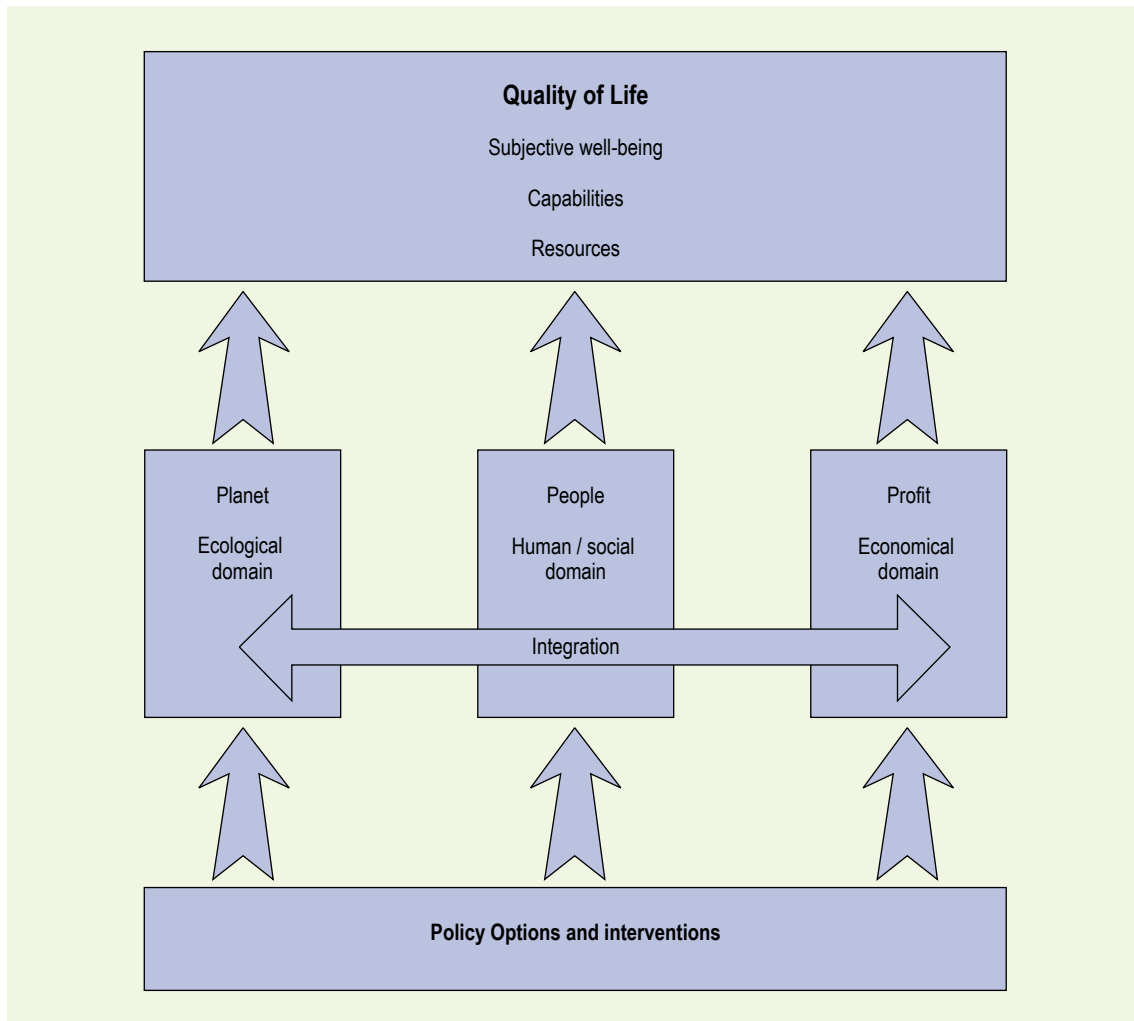 Quality of Life
Subjective well-being
Capabilities
Resources
Planet
Ecological
domain
People
Human / social
domain
Profit
Economical
domain
Integration
Policy Options and interventions